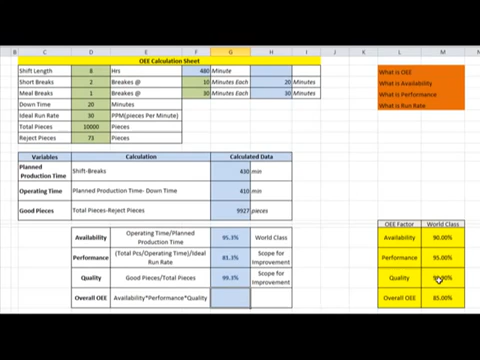 B C D E F G H I J K L M
OEE Calculation Sheet
Shift Length 8 Hrs 480 Minute
Short Breaks 2 Breakes @ 10 Minutes Each 20 Minutes
Meal Breaks 1 Breakes @ 30 Minutes Each 30 Minutes
Down Time 20 Minutes
Ideal Run Rate 30 PPM(pieces Per Minute)
Total Pieces 10000 Pieces
Reject Pieces 73 Pieces
What is OEE
What is Availability
What is Performance
What is Run Rate
Variables Calculation Calculated Data
Planned Production Time Shift-Breaks 430 min
Operating Time Planned Production Time- Down Time 410 min
Good Pieces Total Pieces-Reject Pieces 9927 pieces
Availability Operating Time/Planned Production Time 95.3% World Class
Performance (Total Pcs/Operating Time)/Ideal Run Rate 81.3% Scope for Improvement
Quality Good Pieces/Total Pieces 99.3% Scope for Improvement
Overall OEE Availability*Performance*Quality
OEE Factor World Class
Availability 90.00%
Performance 95.00%
Quality
Overall OEE 85.00%